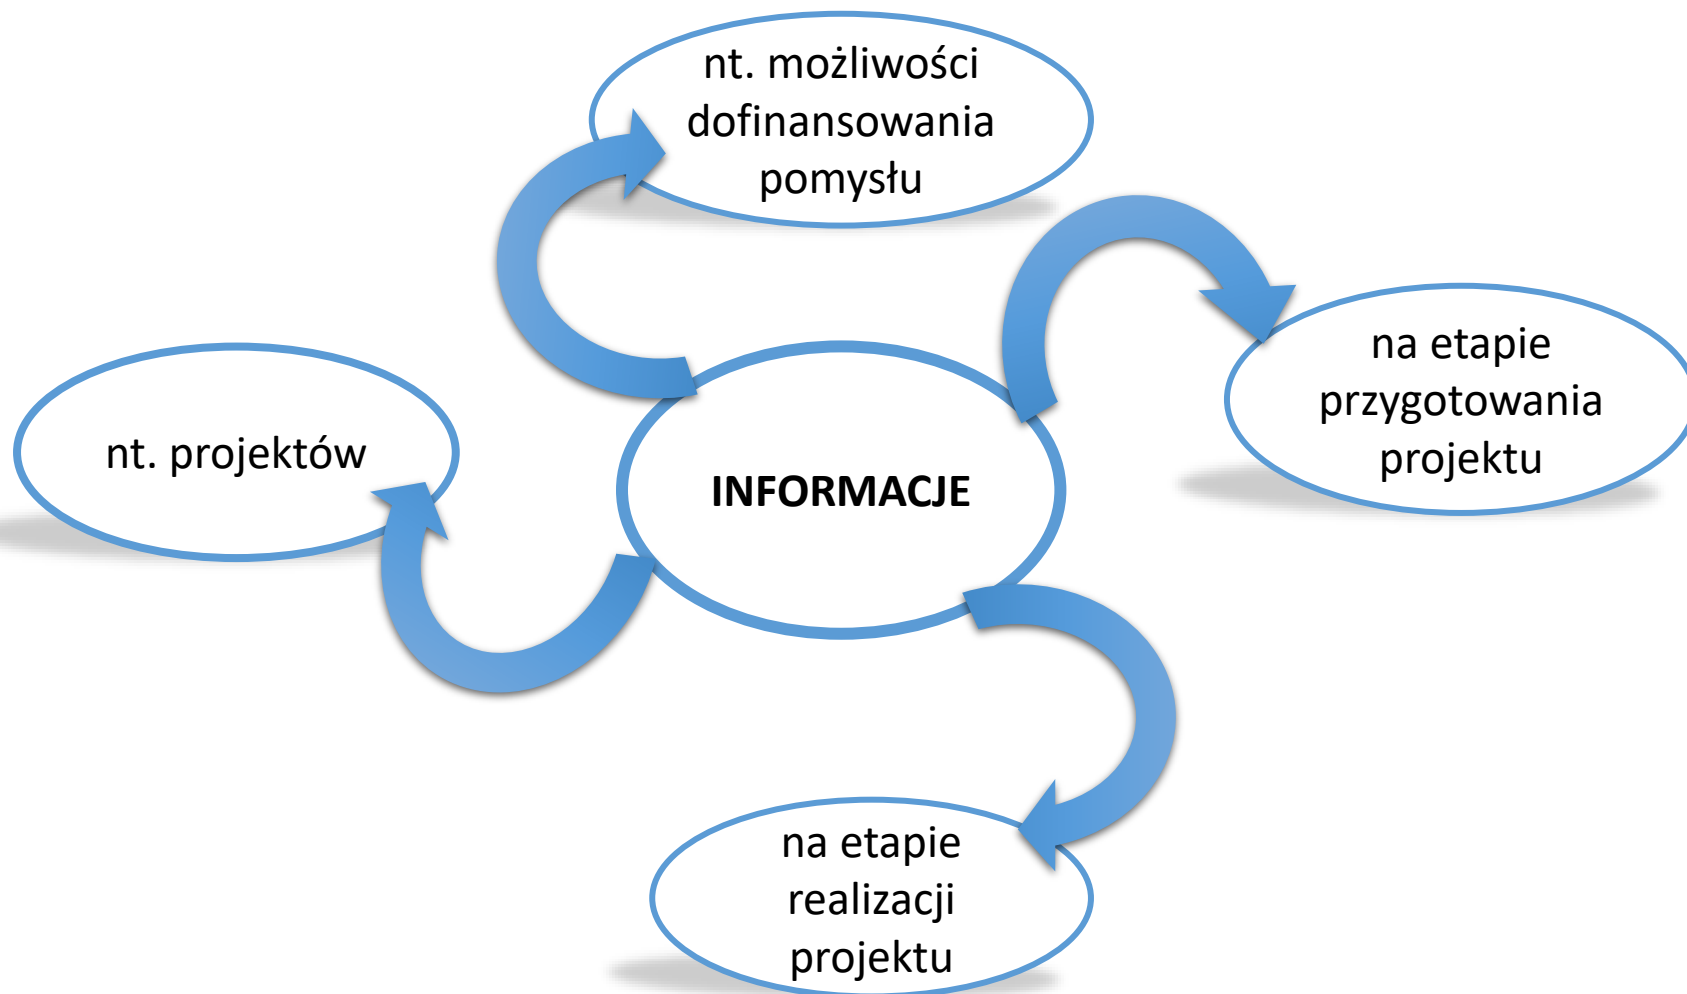 nt. możliwości
dofinansowania
pomysłu
na etapie
przygotowania
projektu
nt. projektów
INFORMACJE
na etapie
realizacji
projektu